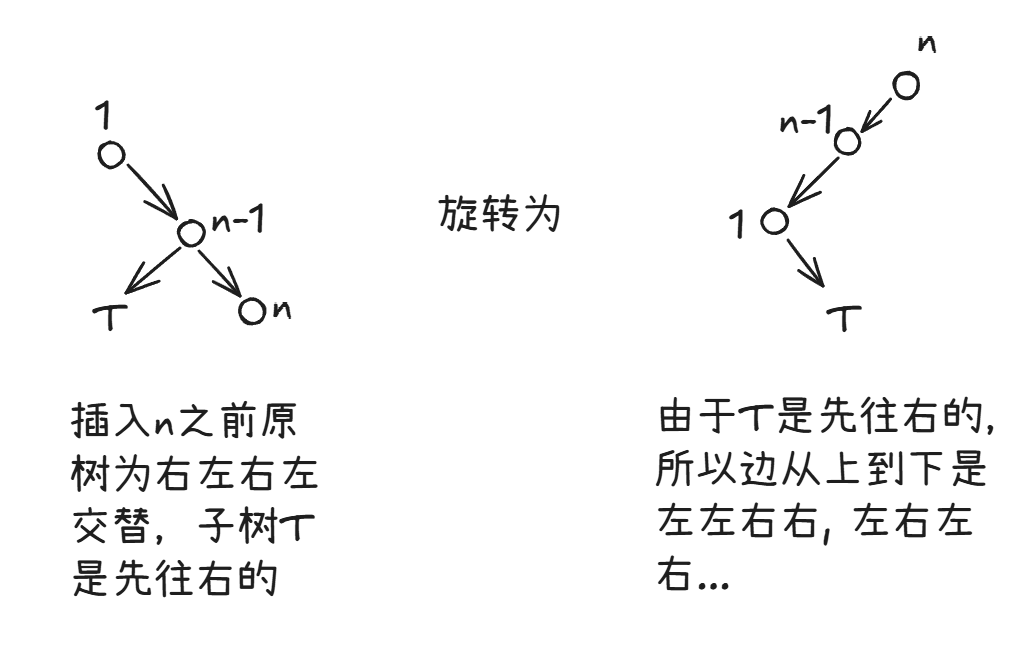 1
n-1
T
n
插入n之前原
树为右左右左
交替，子树T
是先往右的
旋转为
n
n-1
1
T
由于T是先往右的，
所以边从上到下是
左左右右，左右左
右...